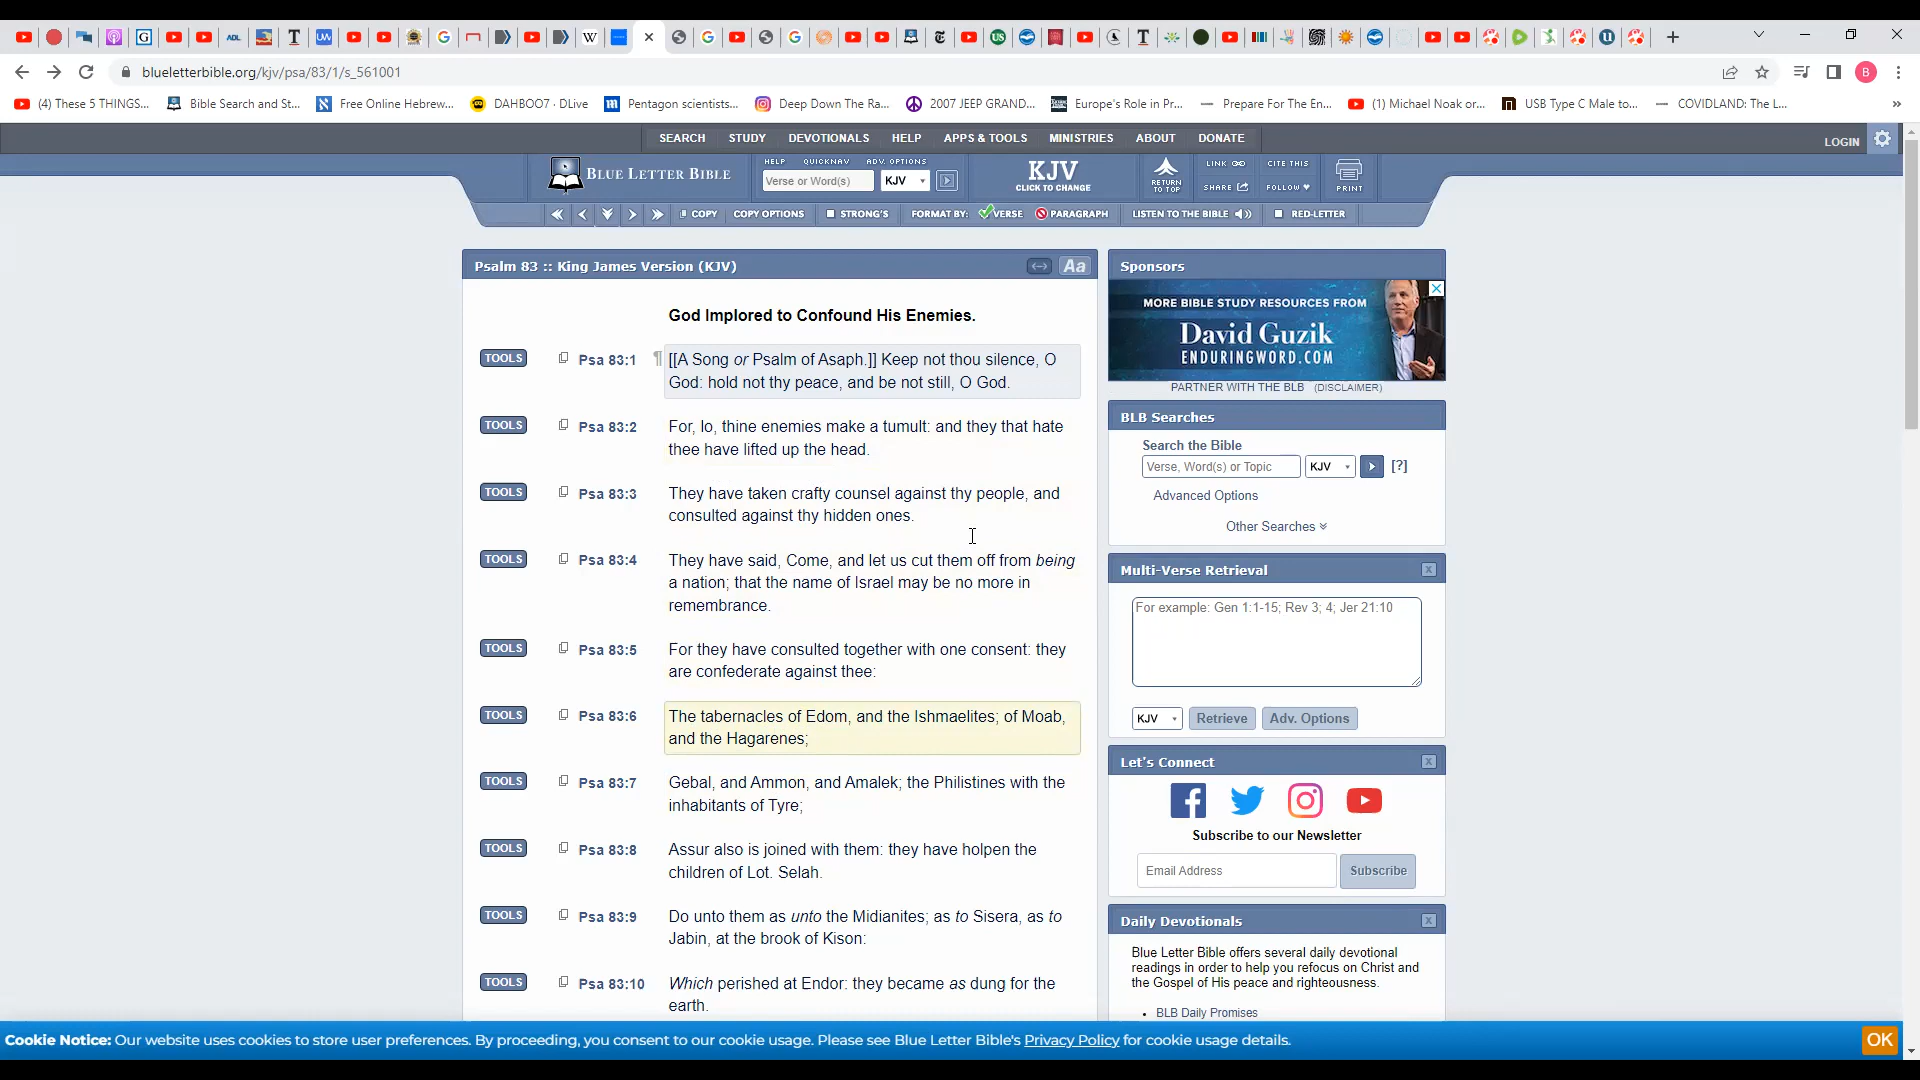 blueletterbible.org/kjv/psa/83/1/s_561001
(4) These 5 THINGS...
Bible Search and St...
Free Online Hebrew...
DAHBOO7 · DLive
Pentagon scientists...
Deep Down The Ra...
2007 JEEP GRAND...
Europe's Role in Pr...
Prepare For The En...
(1) Michael Noak or...
USB Type C Male to...
COVIDLAND: The L...
SEARCH STUDY DEVOTIONALS HELP APPS & TOOLS MINISTRIES ABOUT DONATE
LOGIN
BLUE LETTER BIBLE
HELP QUICKNAV ADV. OPTIONS
Verse or Word(s) KJV
KJV
CLICK TO CHANGE
RETURN
TO TOP
LINK CITE THIS
SHARE FOLLOW
PRINT
COPY COPY OPTIONS STRONG'S FORMAT BY: VERSE PARAGRAPH LISTEN TO THE BIBLE RED-LETTER
Psalm 83 :: King James Version (KJV)
Aa
God Implored to Confound His Enemies.
TOOLS Psa 83:1 ¶ [[A Song or Psalm of Asaph.]] Keep not thou silence, O
God: hold not thy peace, and be not still, O God.
TOOLS Psa 83:2 For, lo, thine enemies make a tumult: and they that hate
thee have lifted up the head.
TOOLS Psa 83:3 They have taken crafty counsel against thy people, and
consulted against thy hidden ones.
TOOLS Psa 83:4 They have said, Come, and let us cut them off from being
a nation; that the name of Israel may be no more in
remembrance.
TOOLS Psa 83:5 For they have consulted together with one consent: they
are confederate against thee:
TOOLS Psa 83:6 The tabernacles of Edom, and the Ishmaelites; of Moab,
and the Hagarenes;
TOOLS Psa 83:7 Gebal, and Ammon, and Amalek; the Philistines with the
inhabitants of Tyre;
TOOLS Psa 83:8 Assur also is joined with them: they have holpen the
children of Lot. Selah.
TOOLS Psa 83:9 Do unto them as unto the Midianites; as to Sisera, as to
Jabin, at the brook of Kison:
TOOLS Psa 83:10 Which perished at Endor: they became as dung for the
earth.
Sponsors
MORE BIBLE STUDY RESOURCES FROM
David Guzik
ENDURINGWORD.COM
PARTNER WITH THE BLB (DISCLAIMER)
BLB Searches
Search the Bible
Verse, Word(s) or Topic KJV [?]
Advanced Options
Other Searches
Multi-Verse Retrieval x
For example: Gen 1:1-15; Rev 3; 4; Jer 21:10
KJV Retrieve Adv. Options
Let's Connect x
Subscribe to our Newsletter
Email Address Subscribe
Daily Devotionals x
Blue Letter Bible offers several daily devotional
readings in order to help you refocus on Christ and
the Gospel of His peace and righteousness.
• BLB Daily Promises
Cookie Notice: Our website uses cookies to store user preferences. By proceeding, you consent to our cookie usage. Please see Blue Letter Bible's Privacy Policy for cookie usage details.
OK